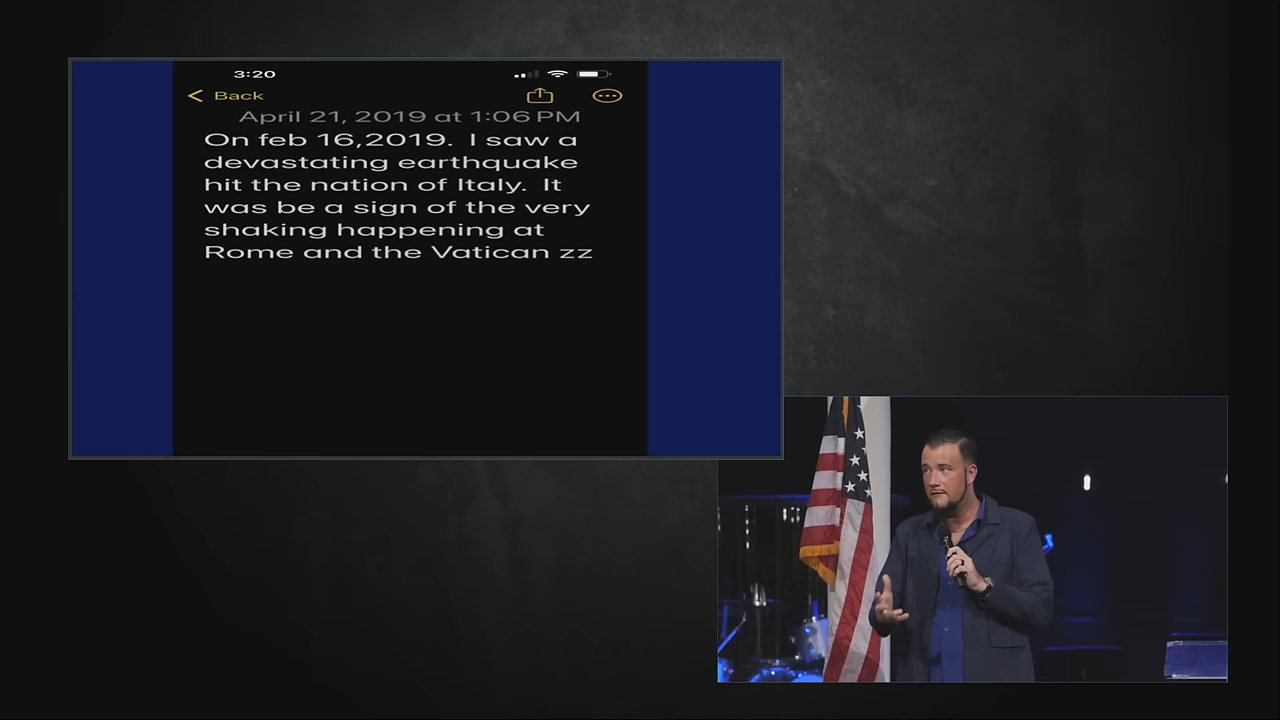 3:20
Back
April 21, 2019 at 1:06 PM
On feb 16,2019. I saw a
devastating earthquake
hit the nation of Italy. It
was be a sign of the very
shaking happening at
Rome and the Vatican zz